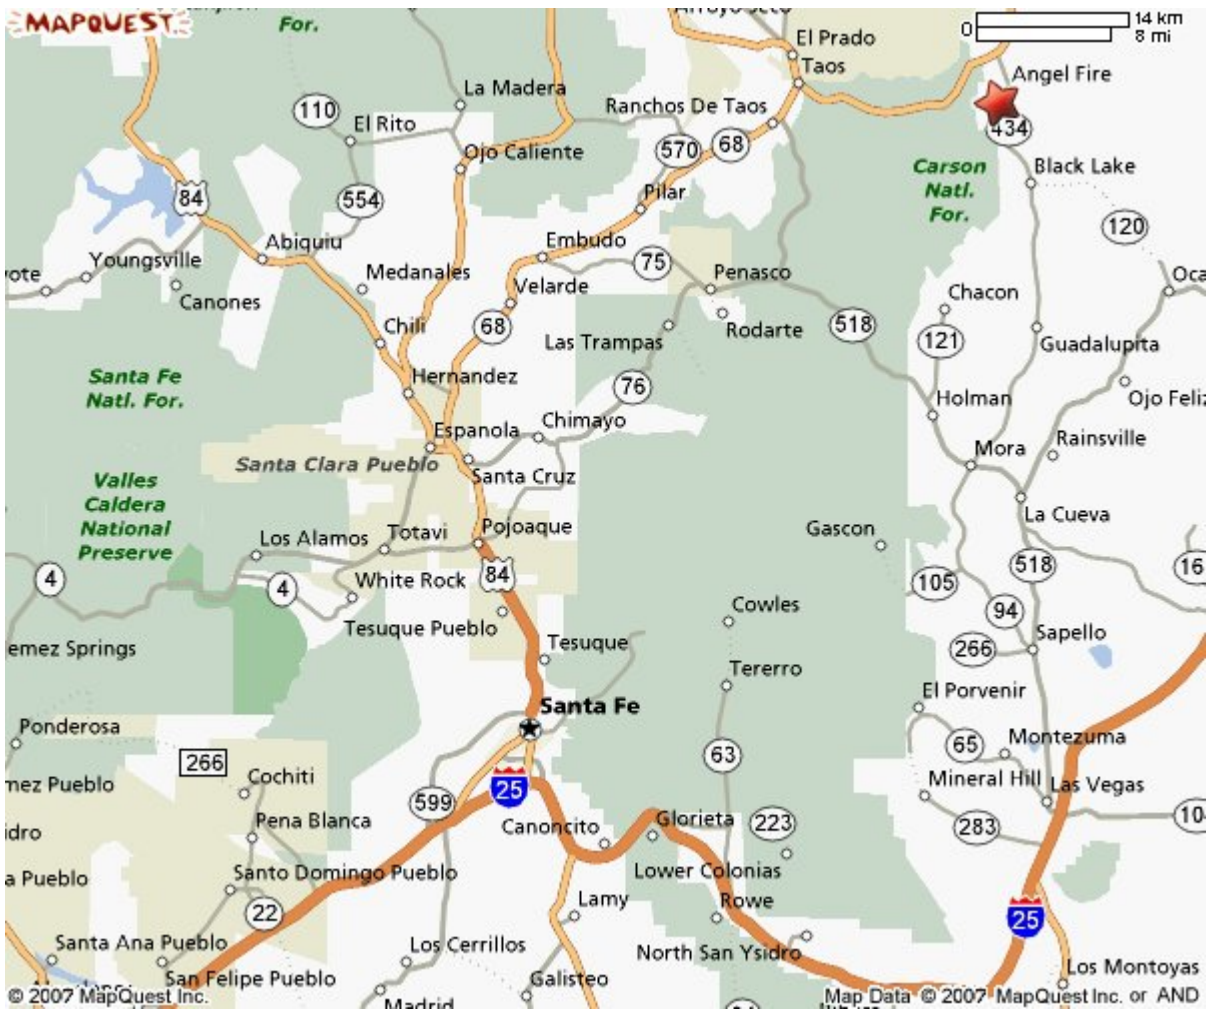 MAPQUEST
For.
Arroyo Seco
0
14 km
8 mi
El Prado
Taos
Angel Fire
La Madera
Ranchos De Taos
110
El Rito
434
570
68
Ojo Caliente
Carson
Natl.
For.
Black Lake
84
554
Pilar
120
Abiquiu
Embudo
Youngsville
75
Medanales
Penasco
Canones
Velarde
Chacon
68
Rodarte
518
Chili
Las Trampas
121
Guadalupita
Santa Fe
Natl. For.
Hernandez
76
Holman
Chimayo
Espanola
Mora
Rainsville
Santa Clara Pueblo
Santa Cruz
Valles
Caldera
National
Preserve
La Cueva
Pojoaque
Totavi
Los Alamos
Gascon
518
4
4
White Rock
84
105
16
Cowles
94
Tesuque Pueblo
Sapello
Tesuque
266
Tererro
El Porvenir
Santa Fe
Ponderosa
65
Montezuma
63
266
Cochiti
25
Mineral Hill
Las Vegas
599
Pena Blanca
Canoncito
Glorieta
223
283
Santo Domingo Pueblo
Lower Colonias
22
Lamy
Rowe
25
Santa Ana Pueblo
Los Cerrillos
North San Ysidro
San Felipe Pueblo
Galisteo
Los Montoyas
Madrid
© 2007 MapQuest Inc.
Map Data © 2007 MapQuest Inc. or AND